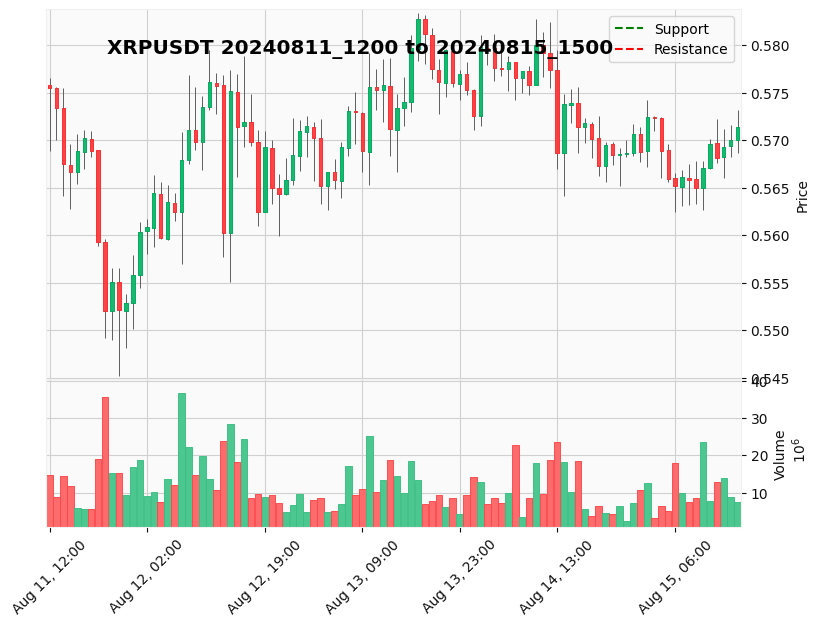 XRPUSDT 20240811_1200 to 20240815_1500
Support
Resistance
0.580
0.575
0.570
0.565
0.560
0.555
0.550
0.545
Price
40
30
20
10
Volume
10^6
Aug 11, 12:00
Aug 12, 02:00
Aug 12, 19:00
Aug 13, 09:00
Aug 13, 23:00
Aug 14, 13:00
Aug 15, 06:00